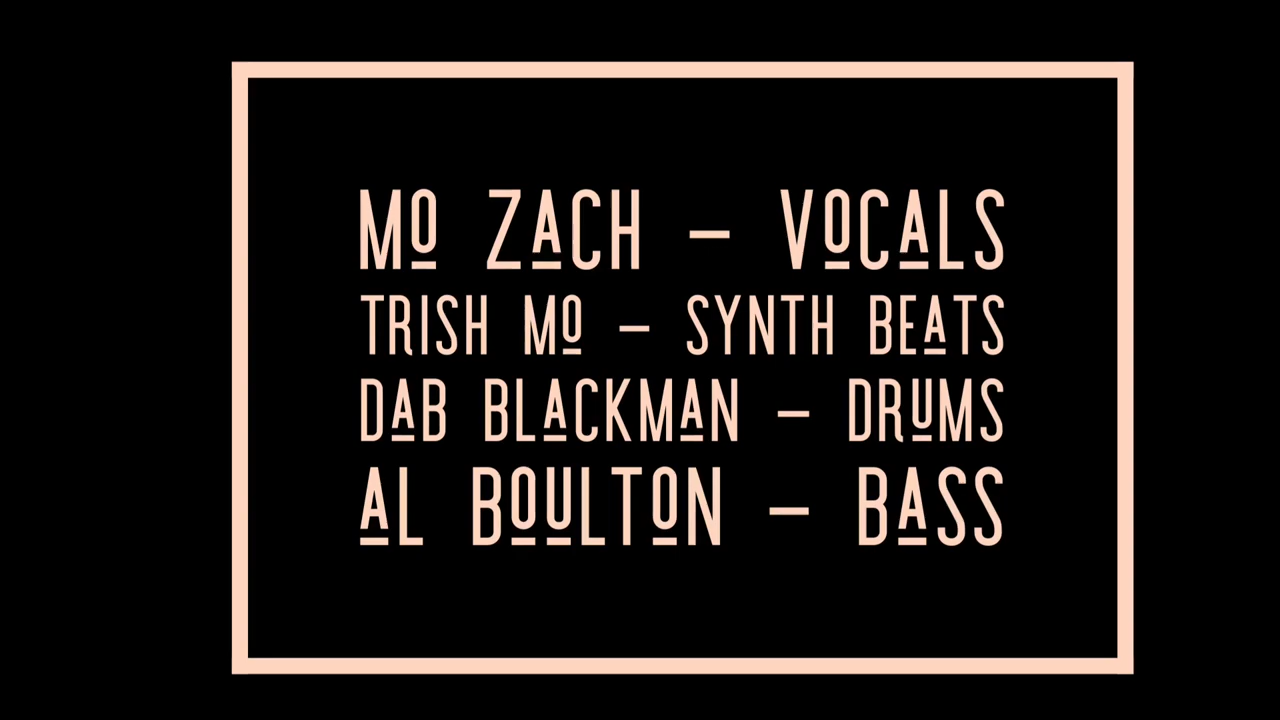 MO ZACH – VOCALS
TRISH MO – SYNTH BEATS
DAB BLACKMAN – DRUMS
AL BOULTON – BASS